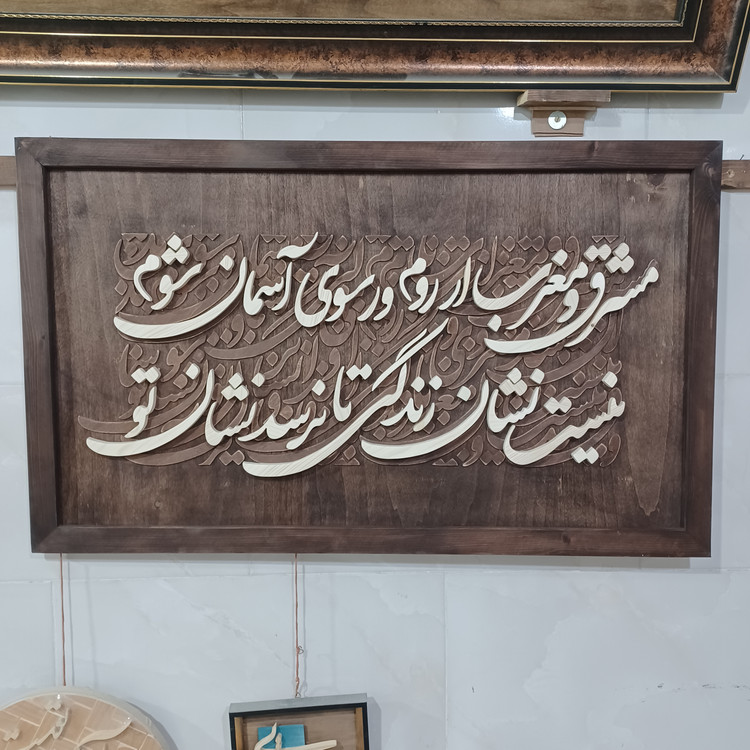 مشرق و مغرب ار روم ور سوی آسمان شوم
نیست نشان زندگی تا نرسد نشان تو